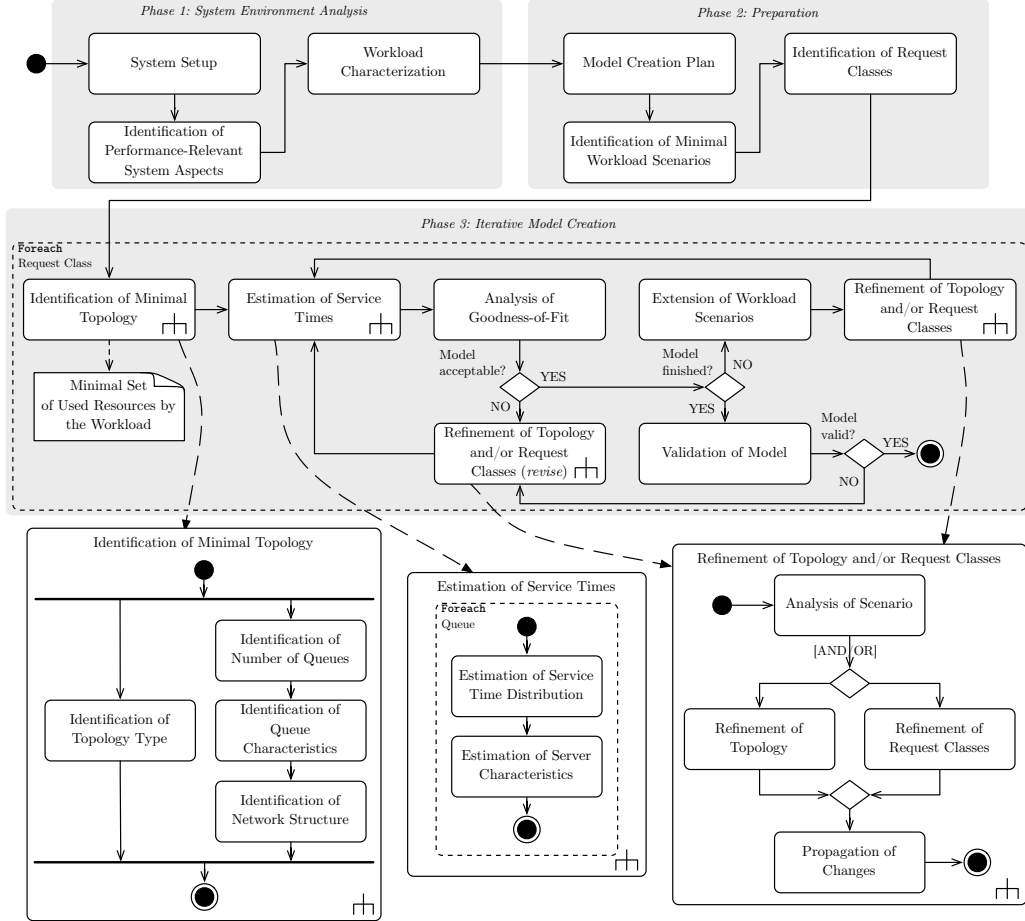 Phase 1: System Environment Analysis
System Setup
Identification of
Performance-Relevant
System Aspects
Workload
Characterization
Phase 2: Preparation
Model Creation Plan
Identification of Minimal
Workload Scenarios
Identification of Request
Classes
Phase 3: Iterative Model Creation
Foreach
Request Class
Identification of Minimal
Topology
Minimal Set
of Used Resources by
the Workload
Estimation of Service
Times
Analysis of
Goodness-of-Fit
Model
acceptable?
YES
NO
Refinement of Topology
and/or Request
Classes (revise)
Extension of Workload
Scenarios
Model
finished?
NO
YES
Validation of Model
Refinement of Topology
and/or Request
Classes
Model
valid?
YES
NO
Identification of Minimal Topology
Identification of
Topology Type
Identification of
Number of Queues
Identification of
Queue
Characteristics
Identification of
Network Structure
Estimation of Service Times
Foreach
Queue
Estimation of Service
Time Distribution
Estimation of Server
Characteristics
Refinement of Topology and/or Request Classes
Analysis of Scenario
[AND/OR]
Refinement of
Topology
Refinement of
Request Classes
Propagation of
Changes